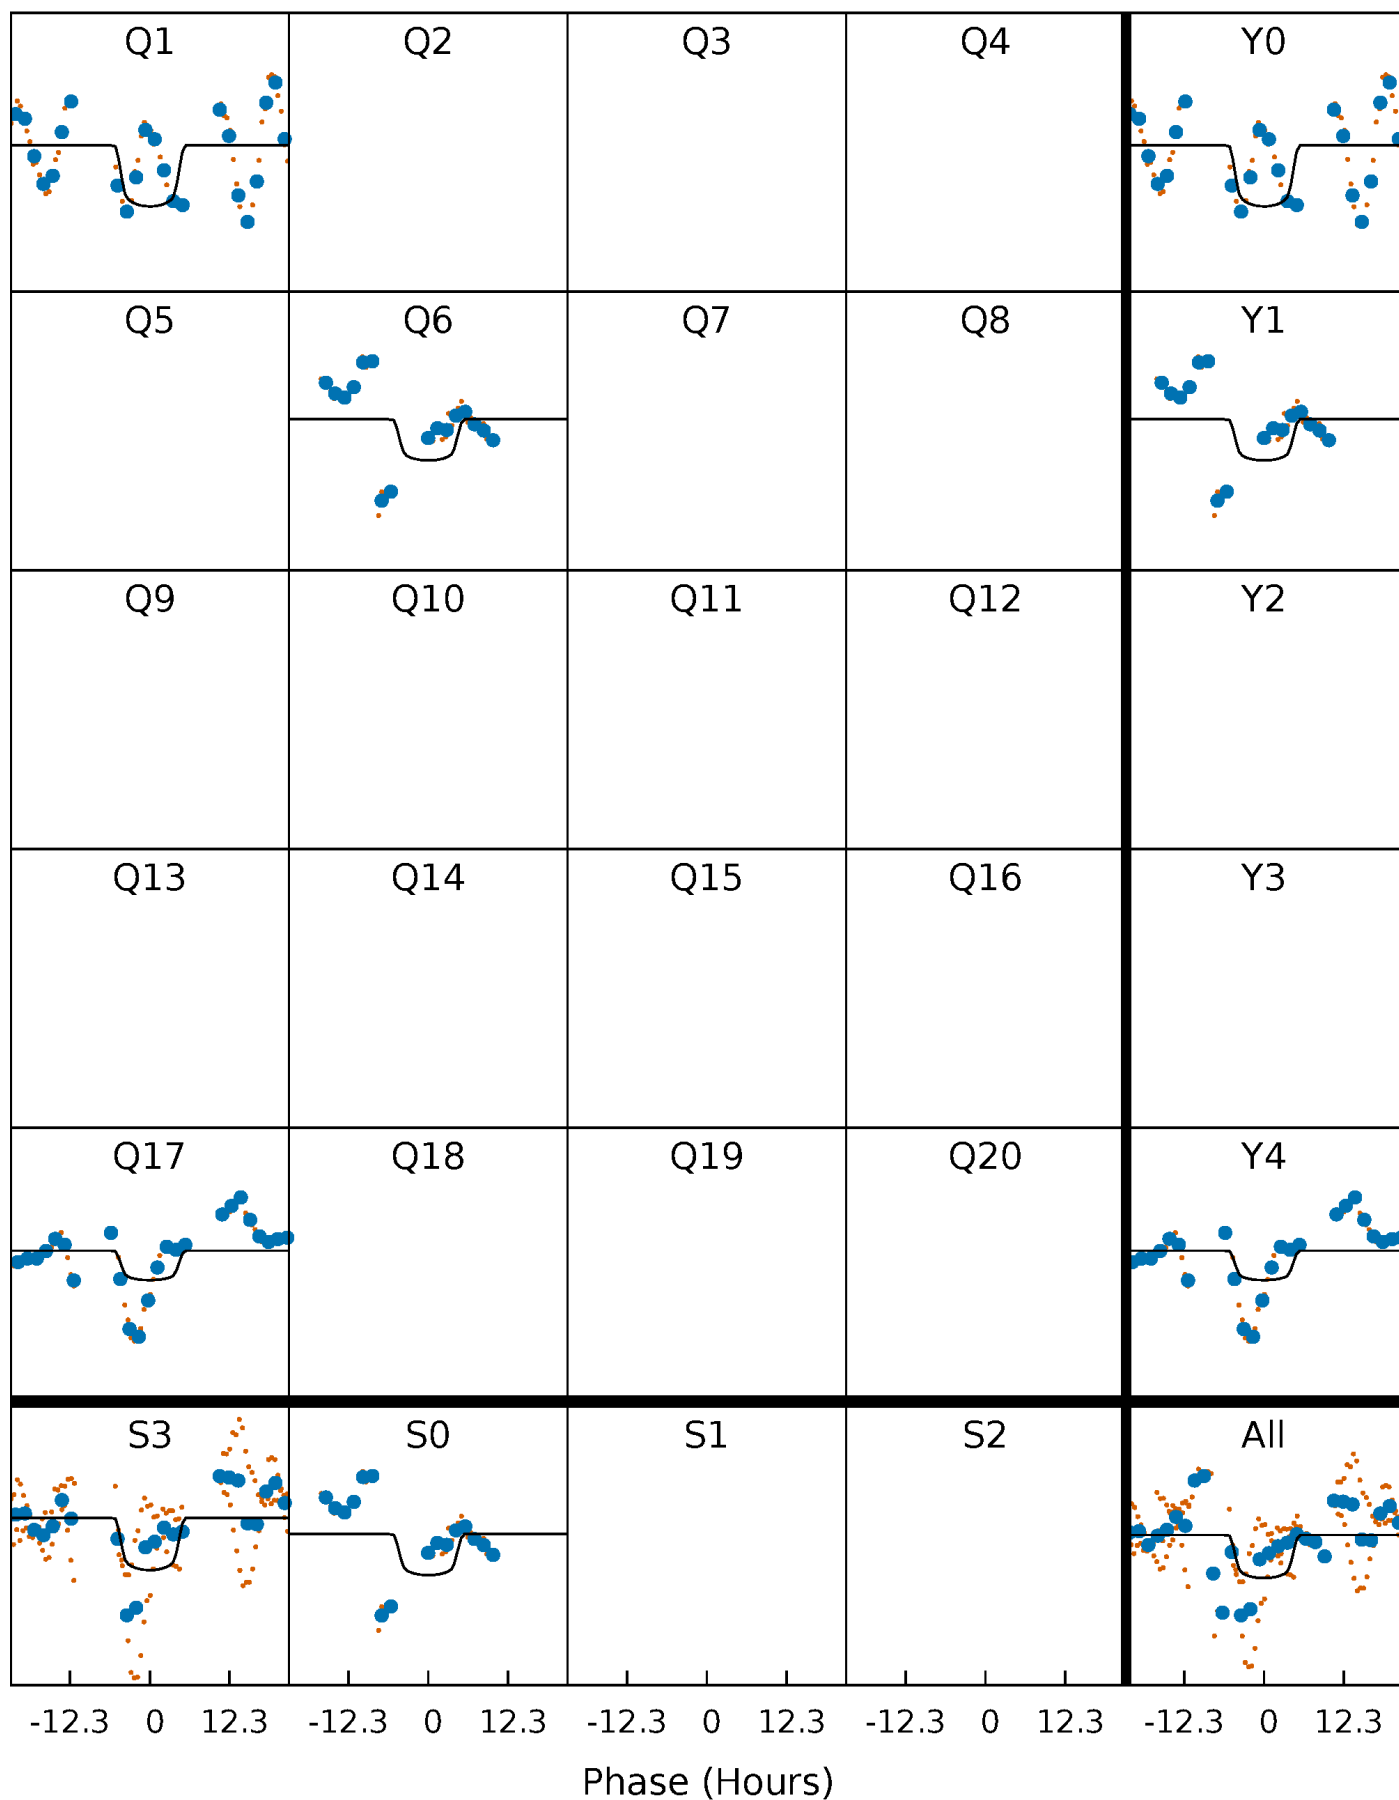 Q1 Q2 Q3 Q4 Y0
Q5 Q6 Q7 Q8 Y1
Q9 Q10 Q11 Q12 Y2
Q13 Q14 Q15 Q16 Y3
Q17 Q18 Q19 Q20 Y4
S3 S0 S1 S2 All
-12.3 0 12.3 -12.3 0 12.3 -12.3 0 12.3 -12.3 0 12.3 -12.3 0 12.3
Phase (Hours)